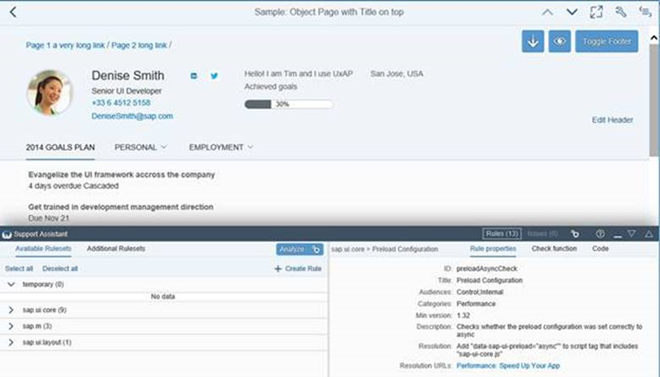 Sample: Object Page with Title on top
Page 1 a very long link / Page 2 long link /
Toggle Footer
Denise Smith
Senior UI Developer
+33 6 4512 5158
DeniseSmith@sap.com
Hello! I am Tim and I use UxAP
Achieved goals
30%
San Jose, USA
Edit Header
2014 GOALS PLAN PERSONAL EMPLOYMENT
Evangelize the UI framework accross the company
4 days overdue Cascaded
Get trained in development management direction
Due Nov 21
Support Assistant
Rules (13) Issues (6)
Available Rulesets Additional Rulesets Analyze
Select all Deselect all + Create Rule
temporary (0)
No data
sap.ui.core (9)
sap.m (3)
sap.ui.layout (1)
sap.ui.core > Preload Configuration
Rule properties Check function Code
ID: preloadAsyncCheck
Title: Preload Configuration
Audiences: Control,Internal
Categories: Performance
Min version: 1.32
Description: Checks whether the preload configuration was set correctly to
async
Resolution: Add "data-sap-ui-preload="async"" to script tag that includes
"sap-ui-core.js"
Resolution URLs: Performance: Speed Up Your App